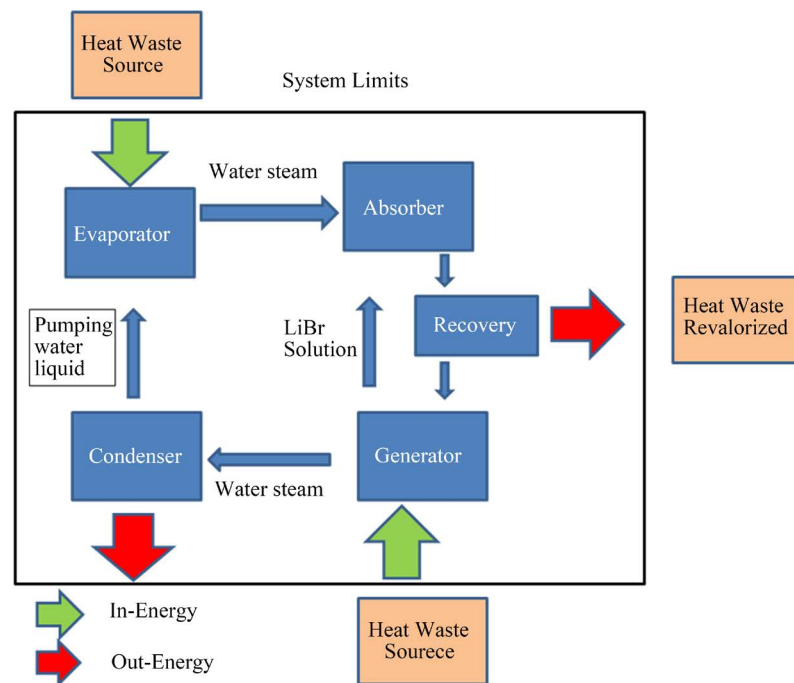 Heat Waste
Source
System Limits
Water steam
Evaporator
Absorber
Pumping
water
liquid
LiBr
Solution
Recovery
Heat Waste
Revalorized
Condenser
Generator
Water steam
In-Energy
Out-Energy
Heat Waste
Sourece